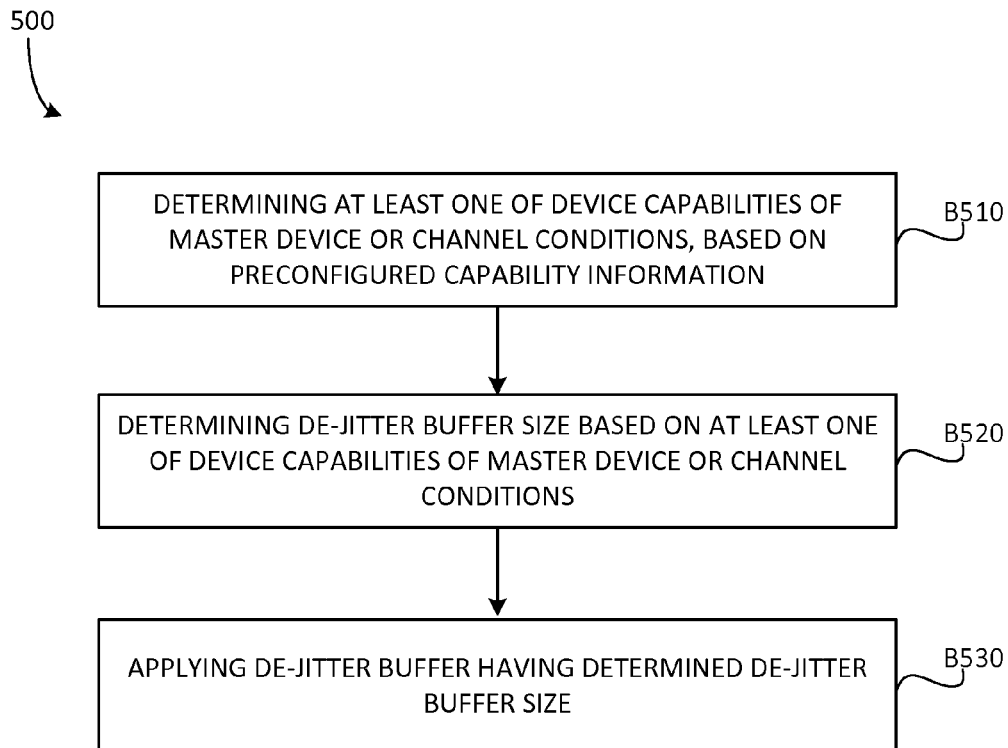 500
DETERMINING AT LEAST ONE OF DEVICE CAPABILITIES OF
MASTER DEVICE OR CHANNEL CONDITIONS, BASED ON
PRECONFIGURED CAPABILITY INFORMATION
B510
DETERMINING DE-JITTER BUFFER SIZE BASED ON AT LEAST ONE
OF DEVICE CAPABILITIES OF MASTER DEVICE OR CHANNEL
CONDITIONS
B520
APPLYING DE-JITTER BUFFER HAVING DETERMINED DE-JITTER
BUFFER SIZE
B530